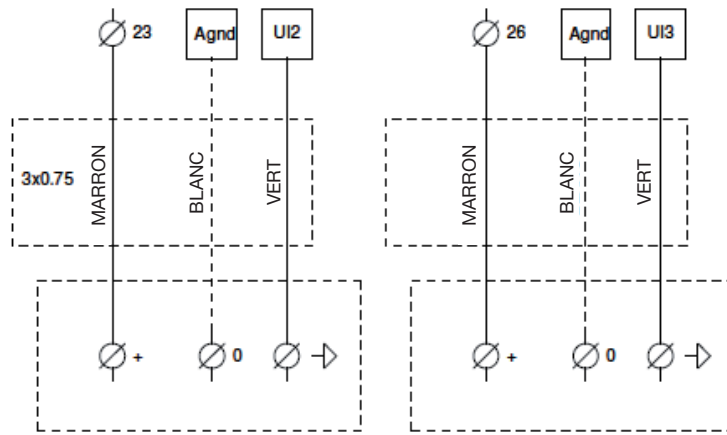 23 Agnd UI2 26 Agnd UI3
3x0.75 MARRON BLANC VERT MARRON BLANC VERT
+ 0 + 0